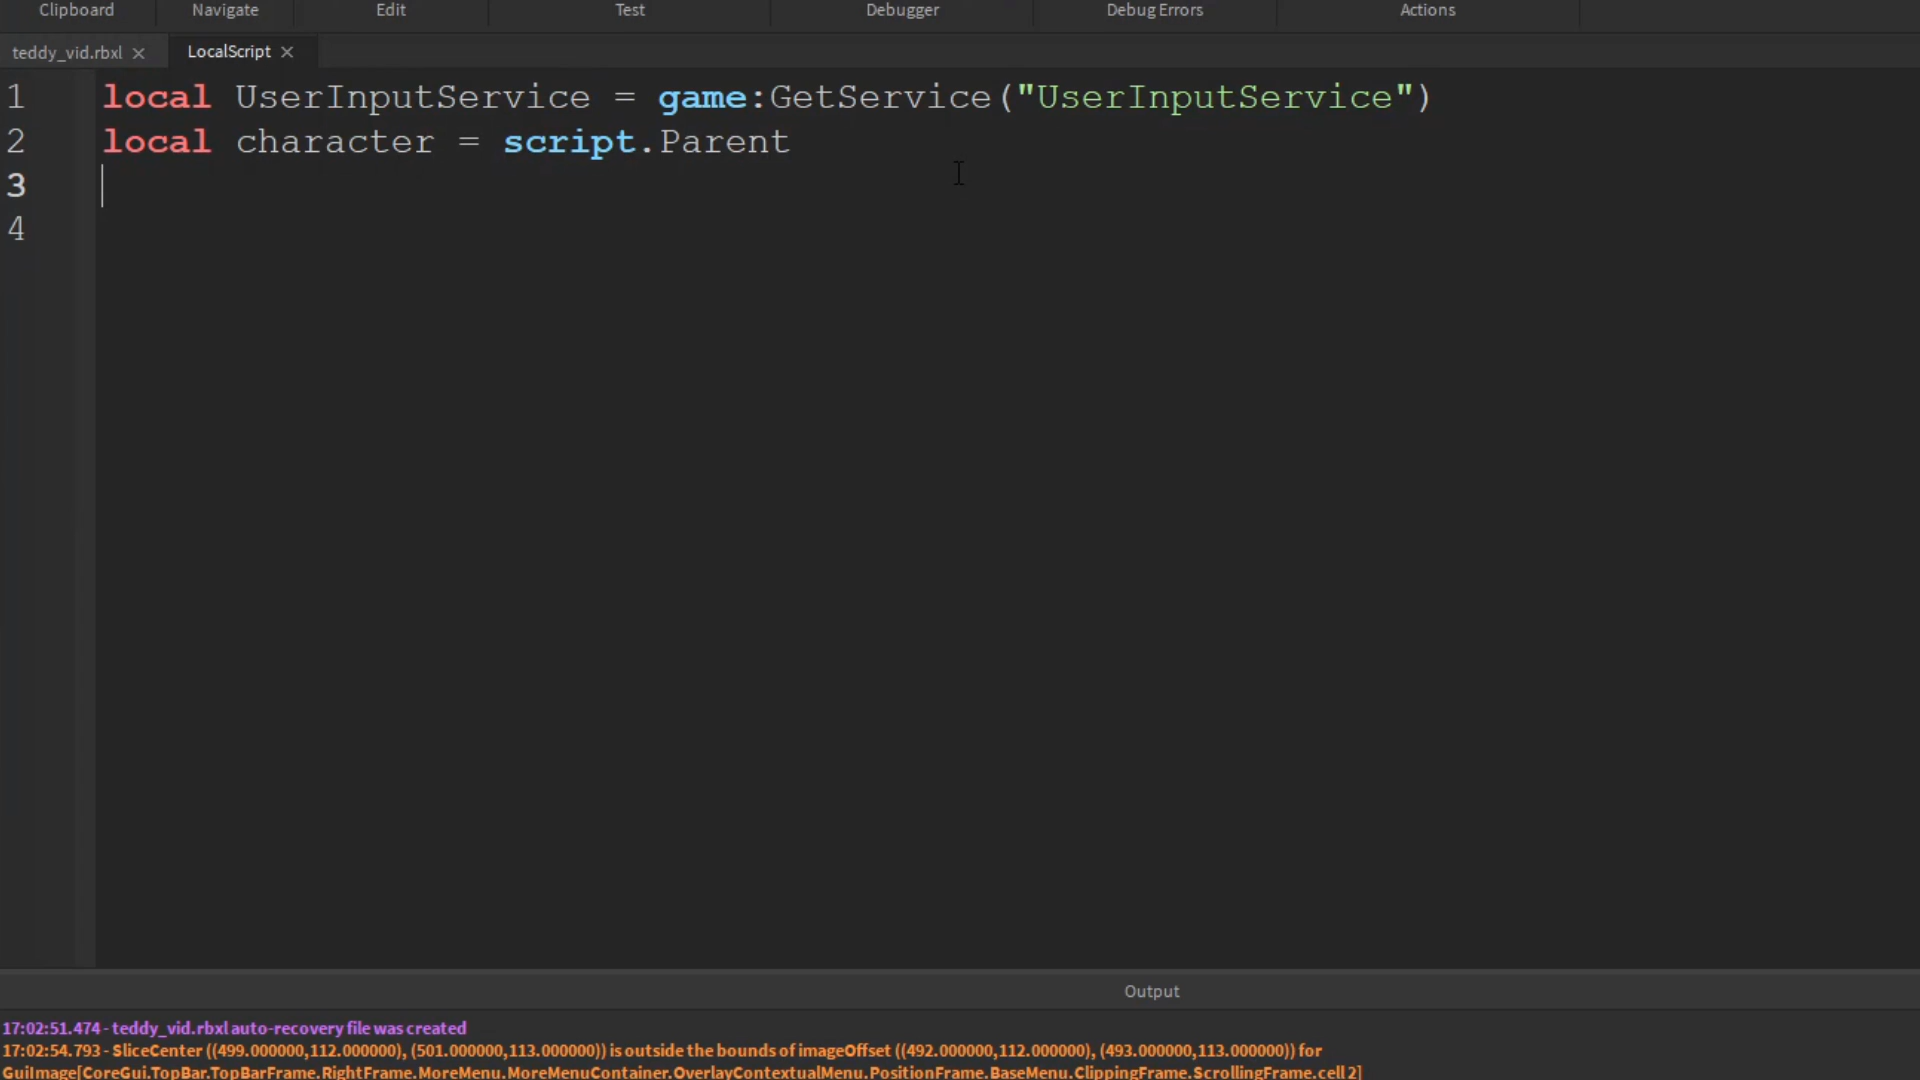 Clipboard Navigate Edit Test Debugger Debug Errors Actions
teddy_vid.rbxl LocalScript
1 local UserInputService = game:GetService("UserInputService")
2 local character = script.Parent
3
4
Output
17:02:51.474 - teddy_vid.rbxl auto-recovery file was created
17:02:54.793 - SliceCenter ((499.000000,112.000000), (501.000000,113.000000)) is outside the bounds of imageOffset ((492.000000,112.000000), (493.000000,113.000000)) for
GuiImage[CoreGui.TopBar.TopBarFrame.RightFrame.MoreMenu.MoreMenuContainer.OverlayContextualMenu.PositionFrame.BaseMenu.ClippingFrame.ScrollingFrame.cell 2]